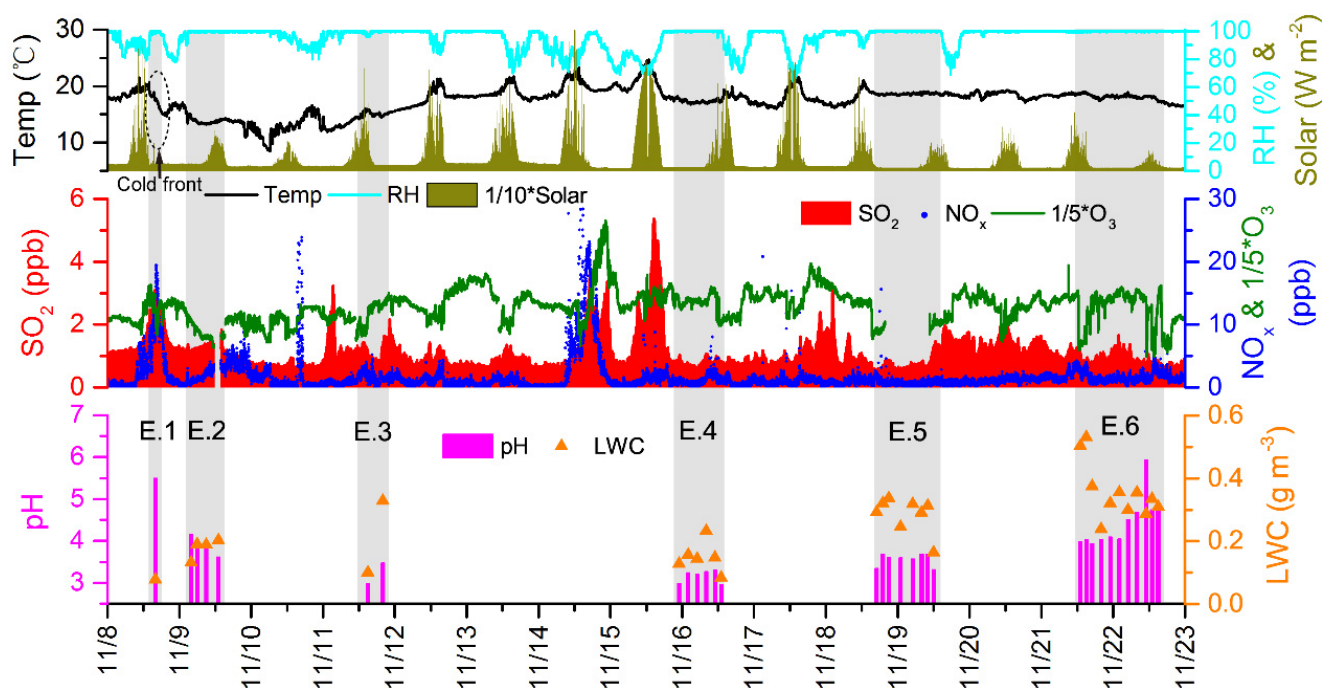 Temp (℃)
30
20
10
100
80
60
40
20
0
RH (%) & Solar (W m⁻²)
Cold front
Temp
RH
1/10*Solar
SO₂ (ppb)
6
4
2
0
SO₂
NOₓ
1/5*O₃
30
20
10
0
NOₓ & 1/5*O₃
(ppb)
pH
7
6
5
4
3
E.1
E.2
E.3
E.4
E.5
E.6
pH
LWC
0.6
0.4
0.2
0.0
LWC (g m⁻³)
11/8
11/9
11/10
11/11
11/12
11/13
11/14
11/15
11/16
11/17
11/18
11/19
11/20
11/21
11/22
11/23